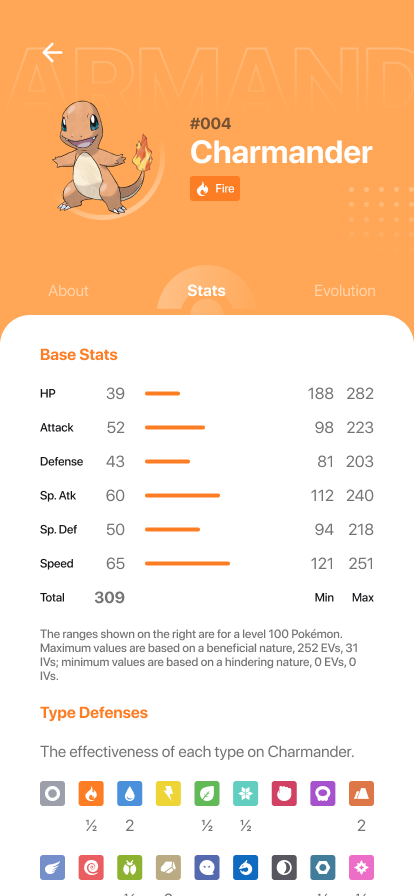 ARMAND
#004
Charmander
Fire
About Stats Evolution
Base Stats
HP 39 188 282
Attack 52 98 223
Defense 43 81 203
Sp. Atk 60 112 240
Sp. Def 50 94 218
Speed 65 121 251
Total 309 Min Max
The ranges shown on the right are for a level 100 Pokémon.
Maximum values are based on a beneficial nature, 252 EVs, 31
IVs; minimum values are based on a hindering nature, 0 EVs, 0
IVs.
Type Defenses
The effectiveness of each type on Charmander.
½ 2 ½ ½ 2